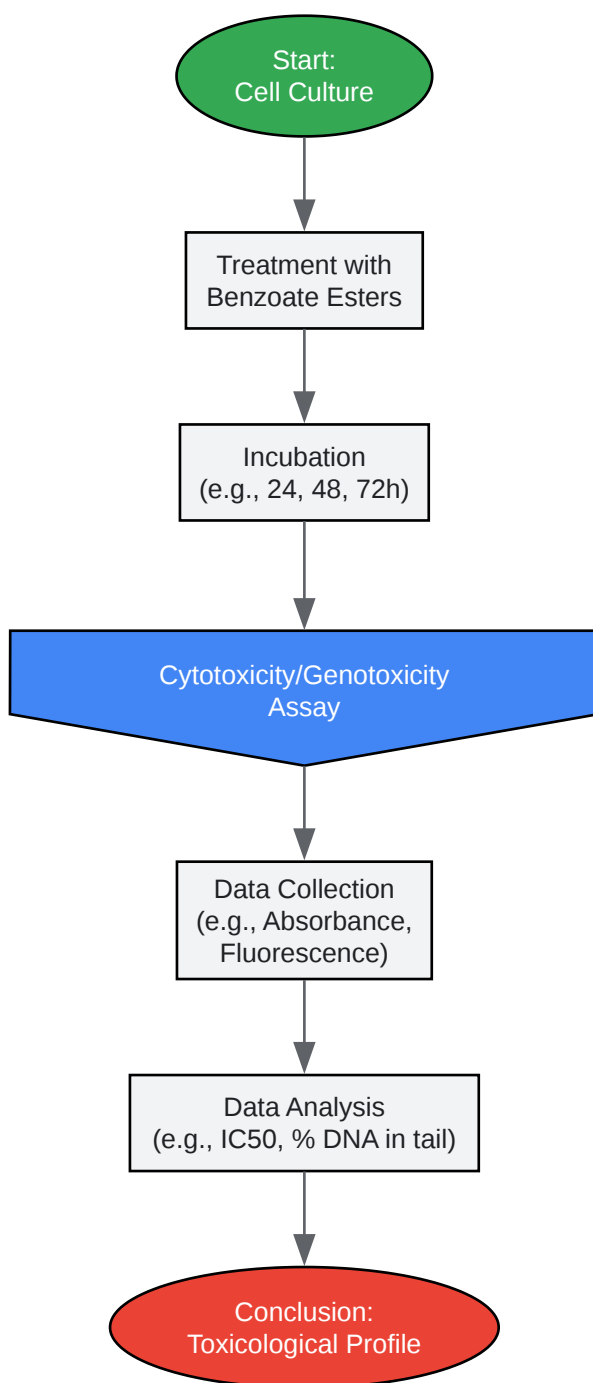 Start:
Cell Culture
Treatment with
Benzoate Esters
Incubation
(e.g., 24, 48, 72h)
Cytotoxicity/Genotoxicity
Assay
Data Collection
(e.g., Absorbance,
Fluorescence)
Data Analysis
(e.g., IC50, % DNA in tail)
Conclusion:
Toxicological Profile